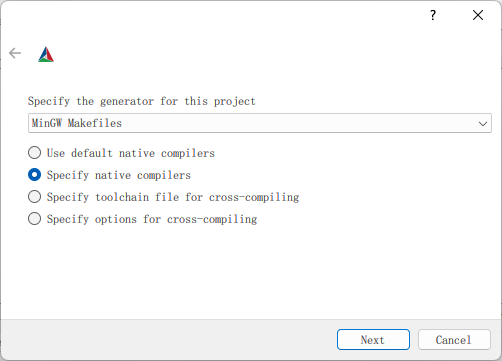 ?
Specify the generator for this project
MinGW Makefiles
Use default native compilers
Specify native compilers
Specify toolchain file for cross-compiling
Specify options for cross-compiling
Next
Cancel